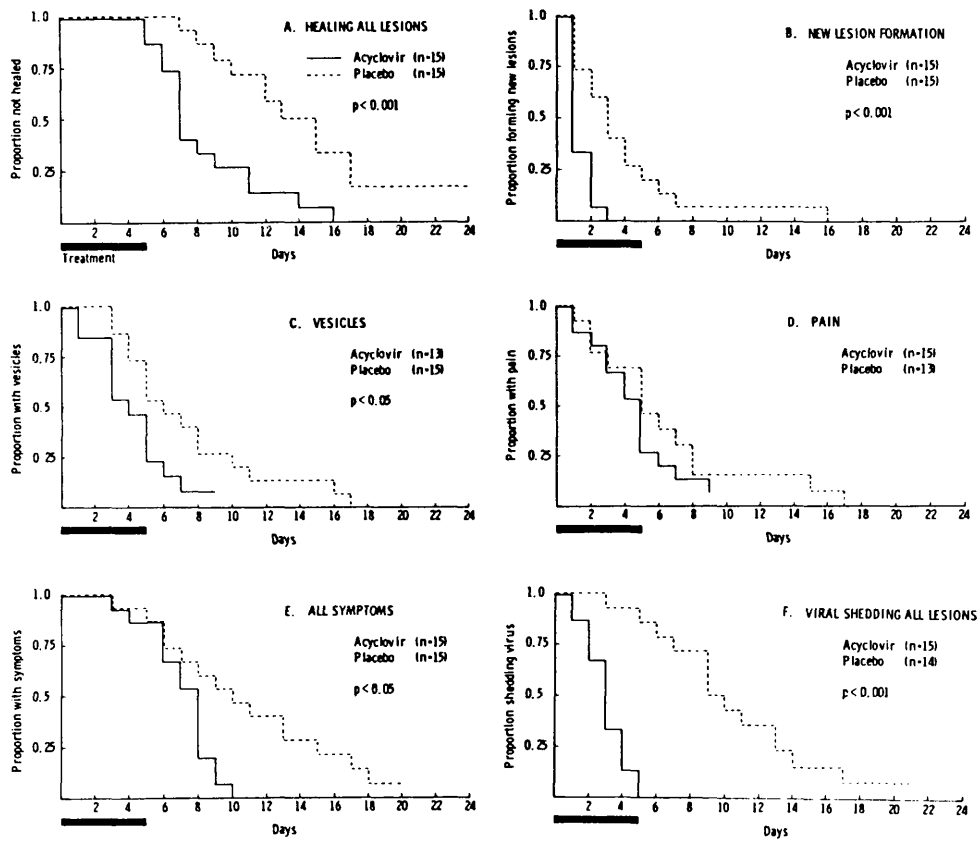 A. HEALING ALL LESIONS
Acyclovir (n=15)
Placebo (n=15)
p<0.001
Proportion not healed
1.0
0.75
0.5
0.25
2 4 6 8 10 12 14 16 18 20 22 24
Treatment
Days
B. NEW LESION FORMATION
Acyclovir (n=15)
Placebo (n=15)
p<0.001
Proportion forming new lesions
1.0
0.75
0.5
0.25
2 4 6 8 10 12 14 16 18 20 22 24
Days
C. VESICLES
Acyclovir (n=13)
Placebo (n=15)
p<0.05
Proportion with vesicles
1.0
0.75
0.5
0.25
2 4 6 8 10 12 14 16 18 20 22 24
Days
D. PAIN
Acyclovir (n=15)
Placebo (n=13)
Proportion with pain
1.0
0.75
0.5
0.25
2 4 6 8 10 12 14 16 18 20 22 24
Days
E. ALL SYMPTOMS
Acyclovir (n=15)
Placebo (n=15)
p<0.05
Proportion with symptoms
1.0
0.75
0.5
0.25
2 4 6 8 10 12 14 16 18 20 22 24
Days
F. VIRAL SHEDDING ALL LESIONS
Acyclovir (n=15)
Placebo (n=14)
p<0.001
Proportion shedding virus
1.0
0.75
0.5
0.25
2 4 6 8 10 12 14 16 18 20 22 24
Days